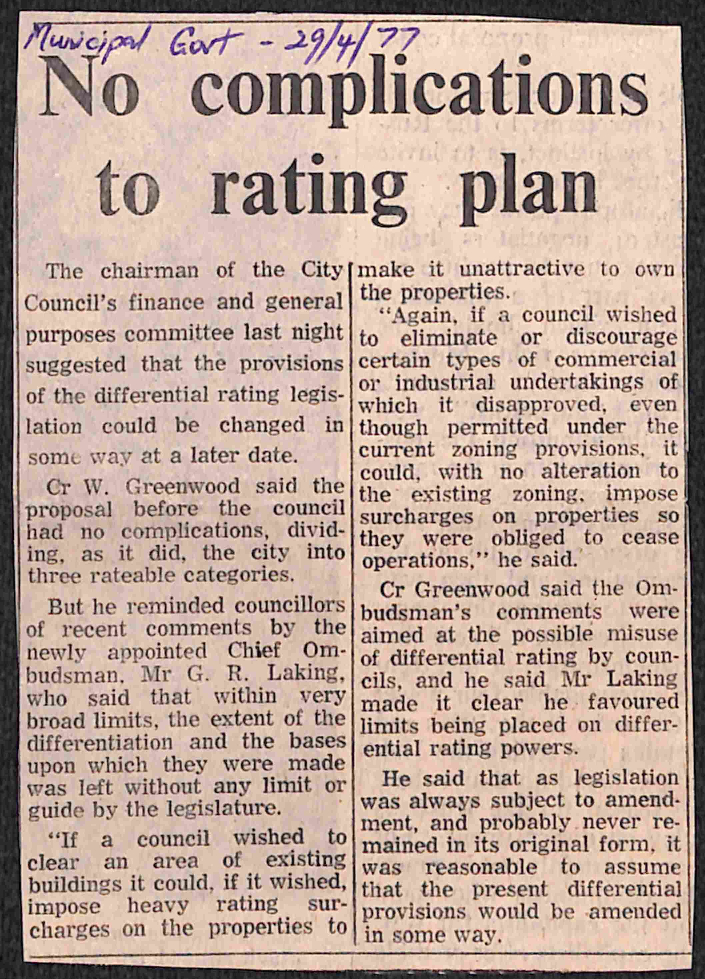 Municipal Govt - 29/4/77
No complications
to rating plan
The chairman of the City
Council's finance and general
purposes committee last night
suggested that the provisions
of the differential rating legis-
lation could be changed in
some way at a later date.
Cr W. Greenwood said the
proposal before the council
had no complications, divid-
ing, as it did, the city into
three rateable categories.
But he reminded councillors
of recent comments by the
newly appointed Chief Om-
budsman, Mr G. R. Laking,
who said that within very
broad limits, the extent of the
differentiation and the bases
upon which they were made
was left without any limit or
guide by the legislature.
"If a council wished to
clear an area of existing
buildings it could, if it wished,
impose heavy rating sur-
charges on the properties to
make it unattractive to own
the properties.
"Again, if a council wished
to eliminate or discourage
certain types of commercial
or industrial undertakings of
which it disapproved, even
though permitted under the
current zoning provisions, it
could, with no alteration to
the existing zoning, impose
surcharges on properties so
they were obliged to cease
operations," he said.
Cr Greenwood said the Om-
budsman's comments were
aimed at the possible misuse
of differential rating by coun-
cils, and he said Mr Laking
made it clear he favoured
limits being placed on differ-
ential rating powers.
He said that as legislation
was always subject to amend-
ment, and probably never re-
mained in its original form, it
was reasonable to assume
that the present differential
provisions would be amended
in some way.